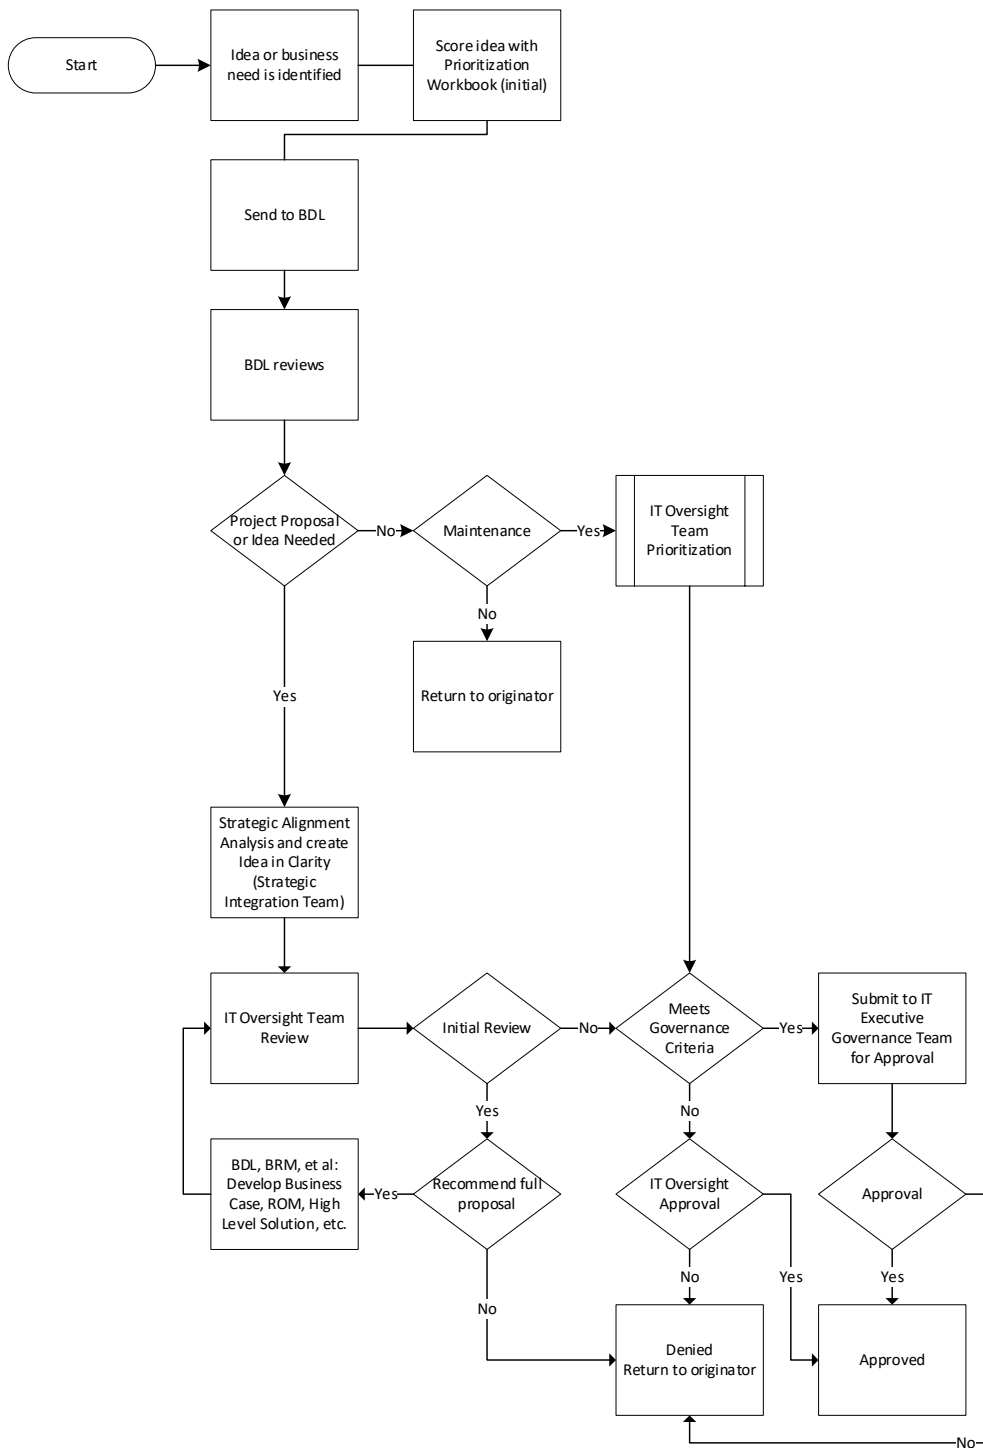 Start
Idea or business
need is identified
Score idea with
Prioritization
Workbook (initial)
Send to BDL
BDL reviews
Project Proposal
or Idea Needed
No
Maintenance
Yes
IT Oversight
Team
Prioritization
No
Return to originator
Yes
Strategic Alignment
Analysis and create
Idea in Clarity
(Strategic
Integration Team)
IT Oversight Team
Review
Initial Review
No
Meets
Governance
Criteria
Yes
Submit to IT
Executive
Governance Team
for Approval
Yes
No
BDL, BRM, et al:
Develop Business
Case, ROM, High
Level Solution, etc.
Yes
Recommend full
proposal
IT Oversight
Approval
Approval
No
No
Yes
Yes
Denied
Return to originator
Approved
No